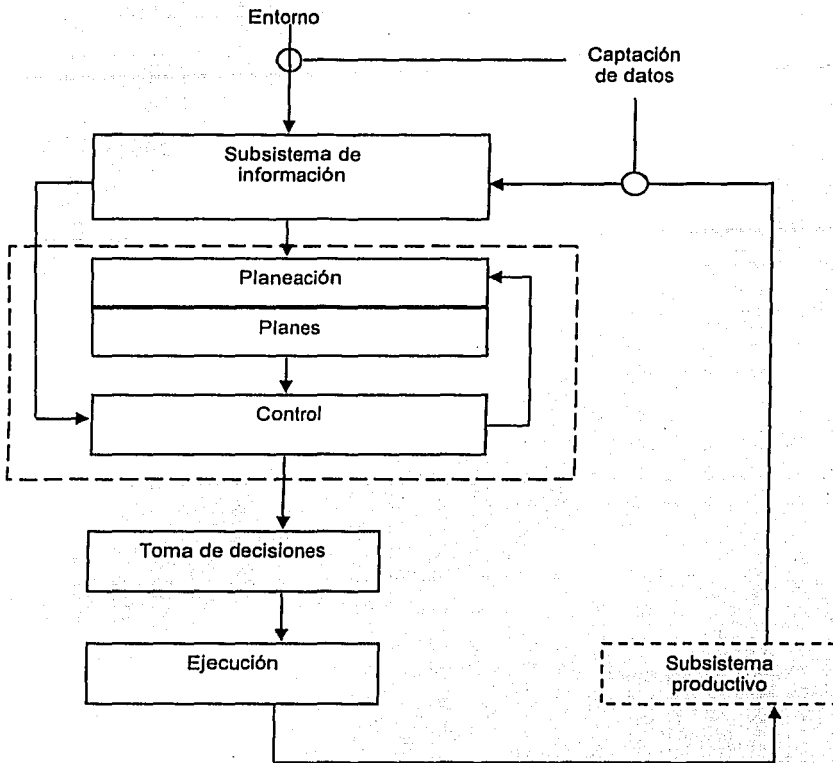 Entorno
Captación
de datos
Subsistema de
información
Planeación
Planes
Control
Toma de decisiones
Ejecución
Subsistema
productivo